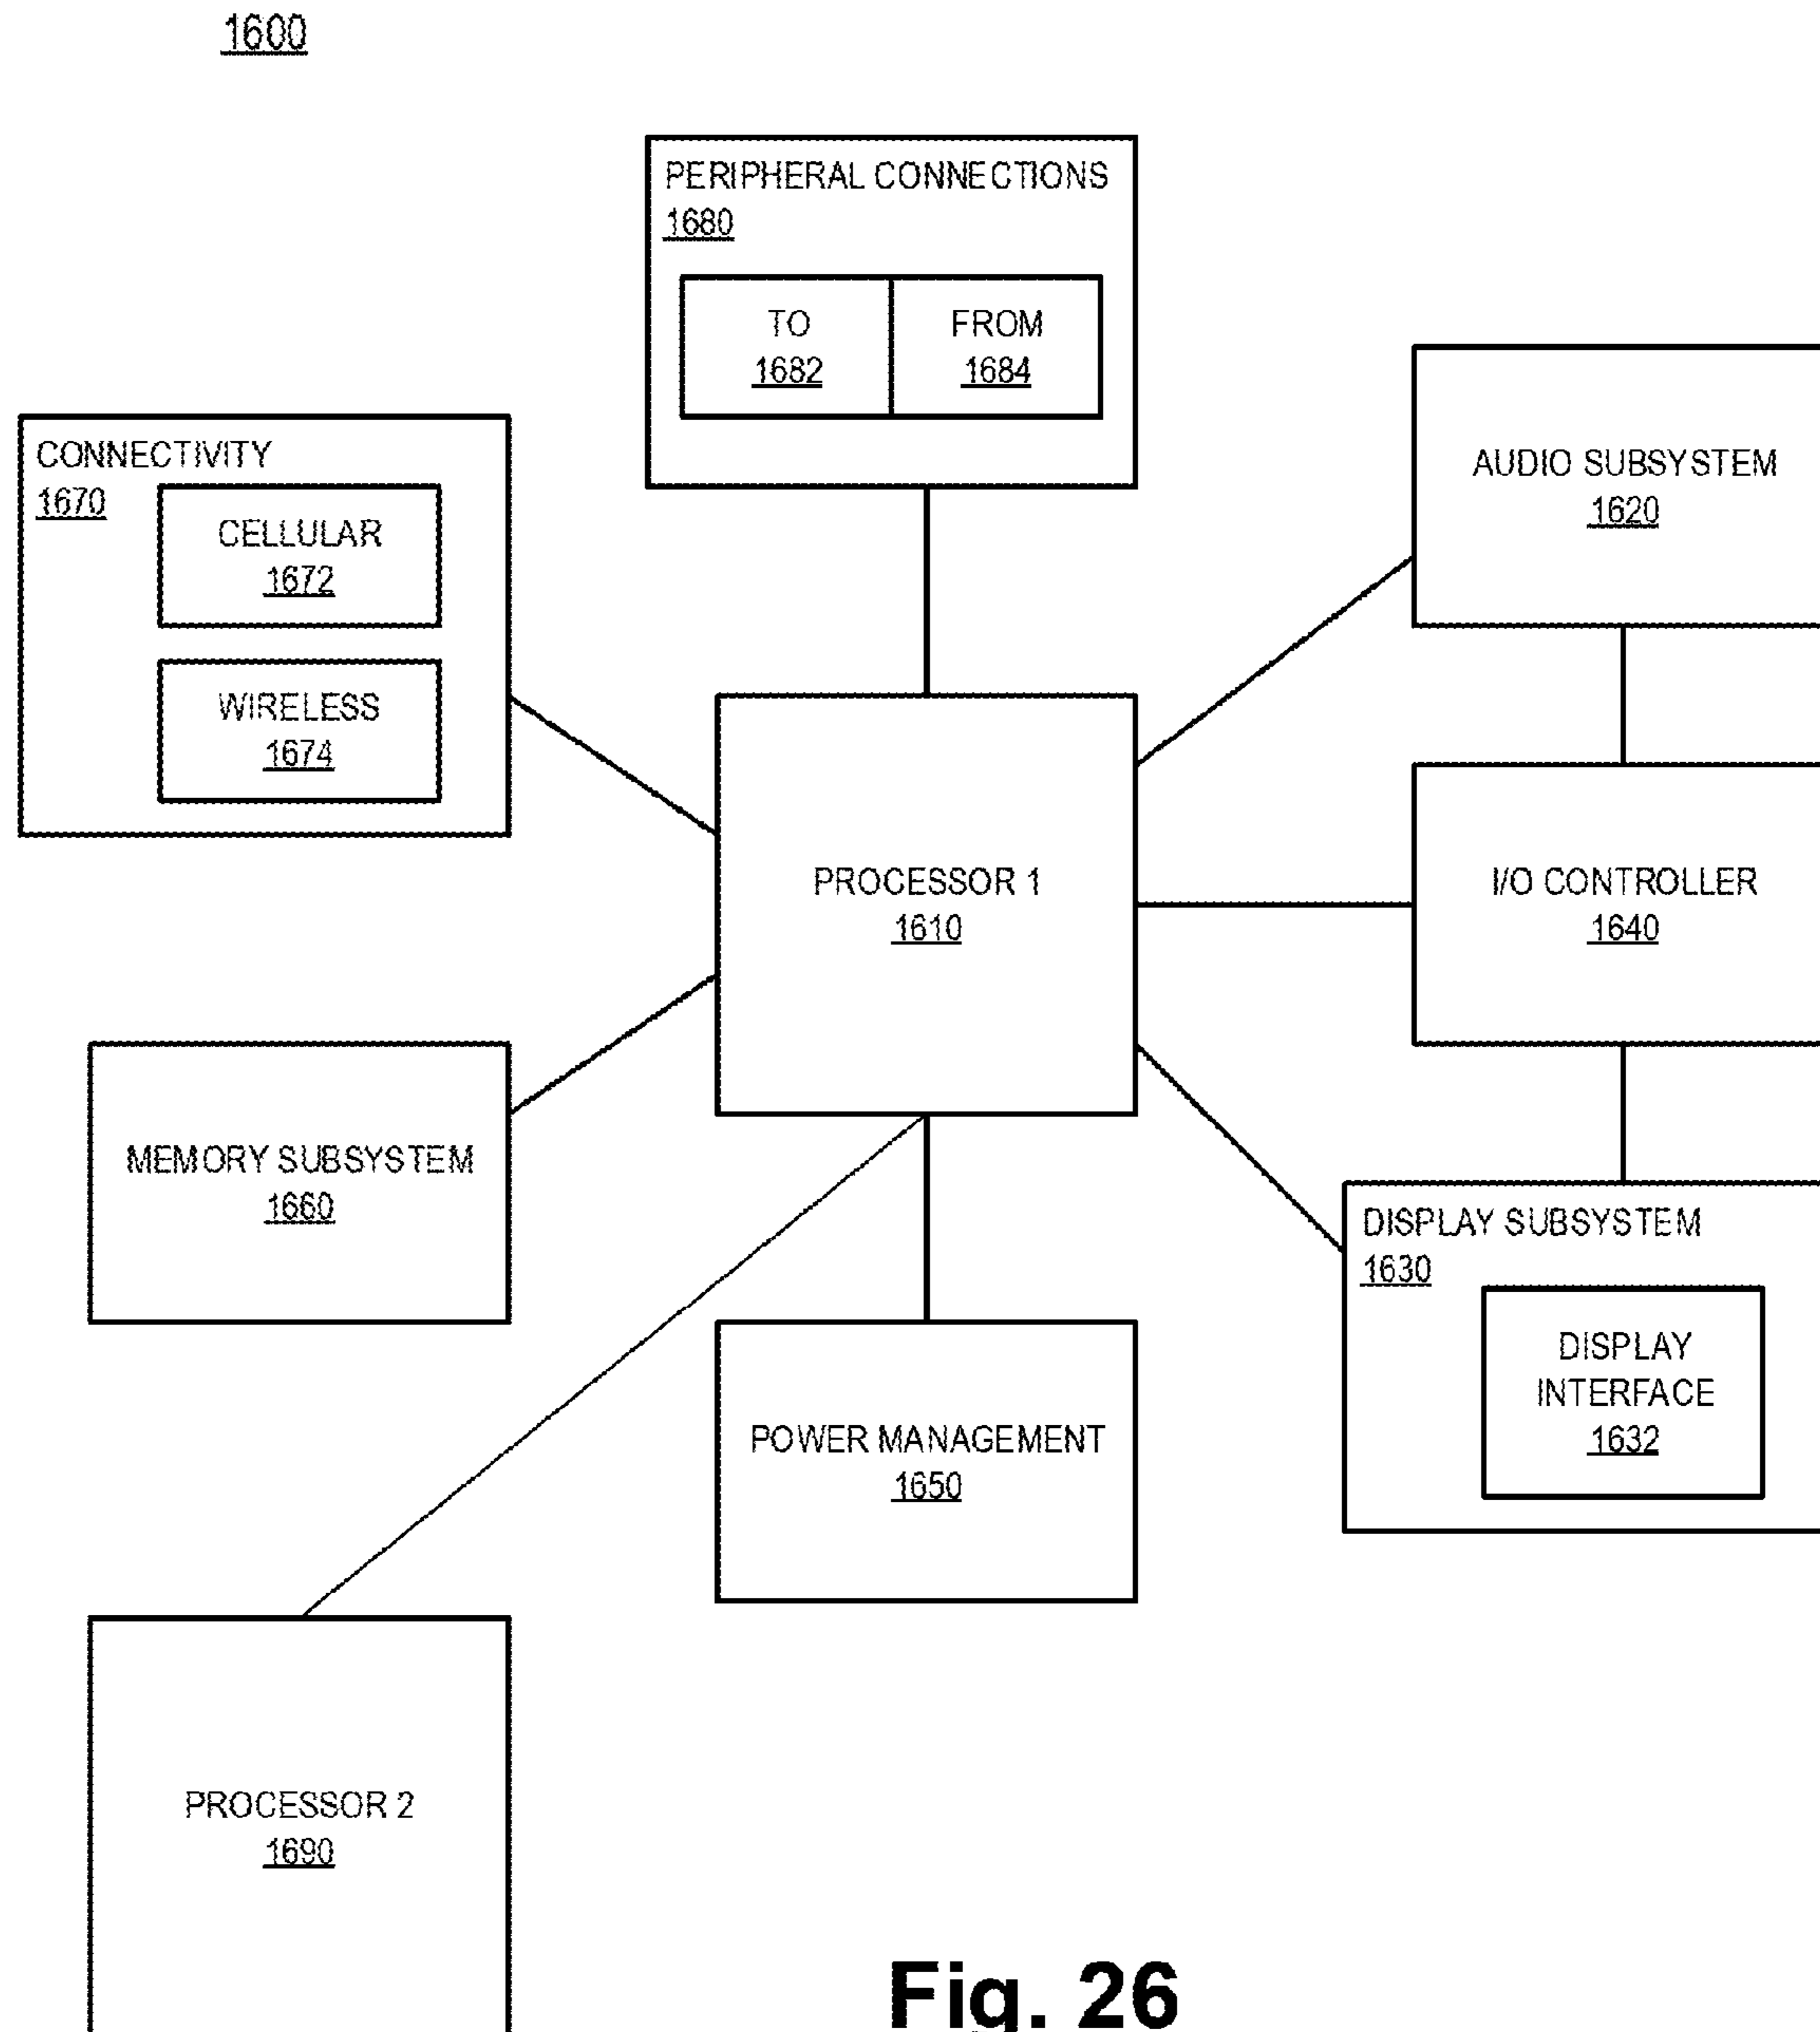 1600
PERIPHERAL CONNECTIONS
1680
TO
1682
FROM
1684
CONNECTIVITY
1670
CELLULAR
1672
WIRELESS
1674
AUDIO SUBSYSTEM
1620
PROCESSOR 1
1610
I/O CONTROLLER
1640
MEMORY SUBSYSTEM
1660
DISPLAY SUBSYSTEM
1630
DISPLAY
INTERFACE
1632
POWER MANAGEMENT
1650
PROCESSOR 2
1690
Fig. 26